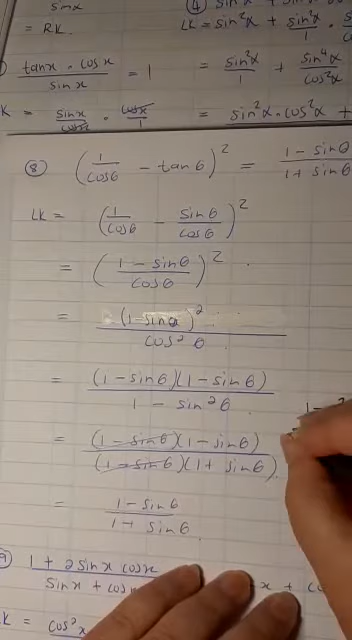 sinx
= RK.
tanx . cosx / sinx = 1
K = sinx / cosx . cosx / 1
LK = sin²x + sin²x / 1 .
= sin²x / 1 + sin⁴x / cos²x
= sin²x . cos²x +
⑧ (1/cosθ - tanθ)² = 1 - sinθ / 1 + sinθ
LK = (1/cosθ - sinθ/cosθ)²
= (1 - sinθ / cosθ)² .
= (1 - sinθ)² / cos²θ .
= (1 - sinθ)(1 - sinθ) / 1 - sin²θ .
= (1 - sinθ)(1 - sinθ) / (1 - sinθ)(1 + sinθ) .
= 1 - sinθ / 1 + sinθ .
9 1 + 2sinx cosx / sinx + cosx
K = cos²x